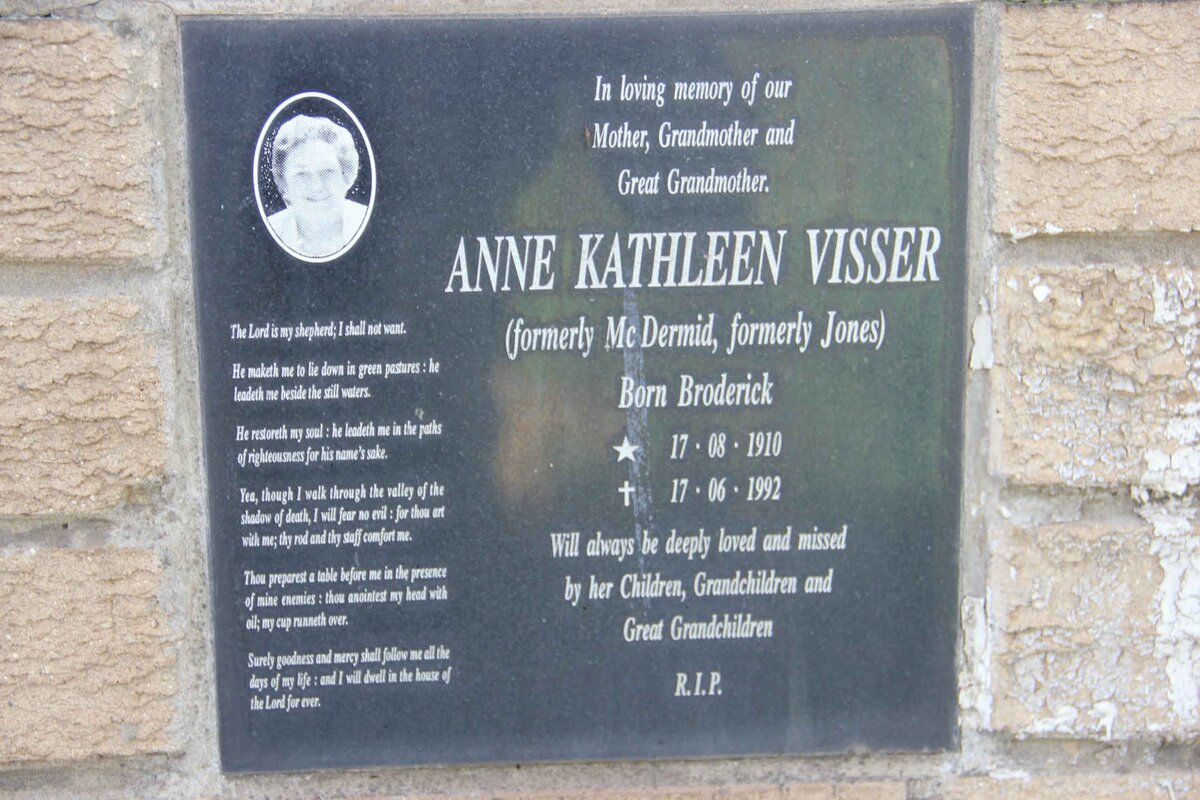 In loving memory of our
Mother, Grandmother and
Great Grandmother.
ANNE KATHLEEN VISSER
(formerly Mc Dermid, formerly Jones)
Born Broderick
★ 17 · 08 · 1910
✝ 17 · 06 · 1992
Will always be deeply loved and missed
by her Children, Grandchildren and
Great Grandchildren
R.I.P.
The Lord is my shepherd; I shall not want.
He maketh me to lie down in green pastures : he
leadeth me beside the still waters.
He restoreth my soul : he leadeth me in the paths
of righteousness for his name's sake.
Yea, though I walk through the valley of the
shadow of death, I will fear no evil : for thou art
with me; thy rod and thy staff comfort me.
Thou preparest a table before me in the presence
of mine enemies : thou anointest my head with
oil; my cup runneth over.
Surely goodness and mercy shall follow me all the
days of my life : and I will dwell in the house of
the Lord for ever.